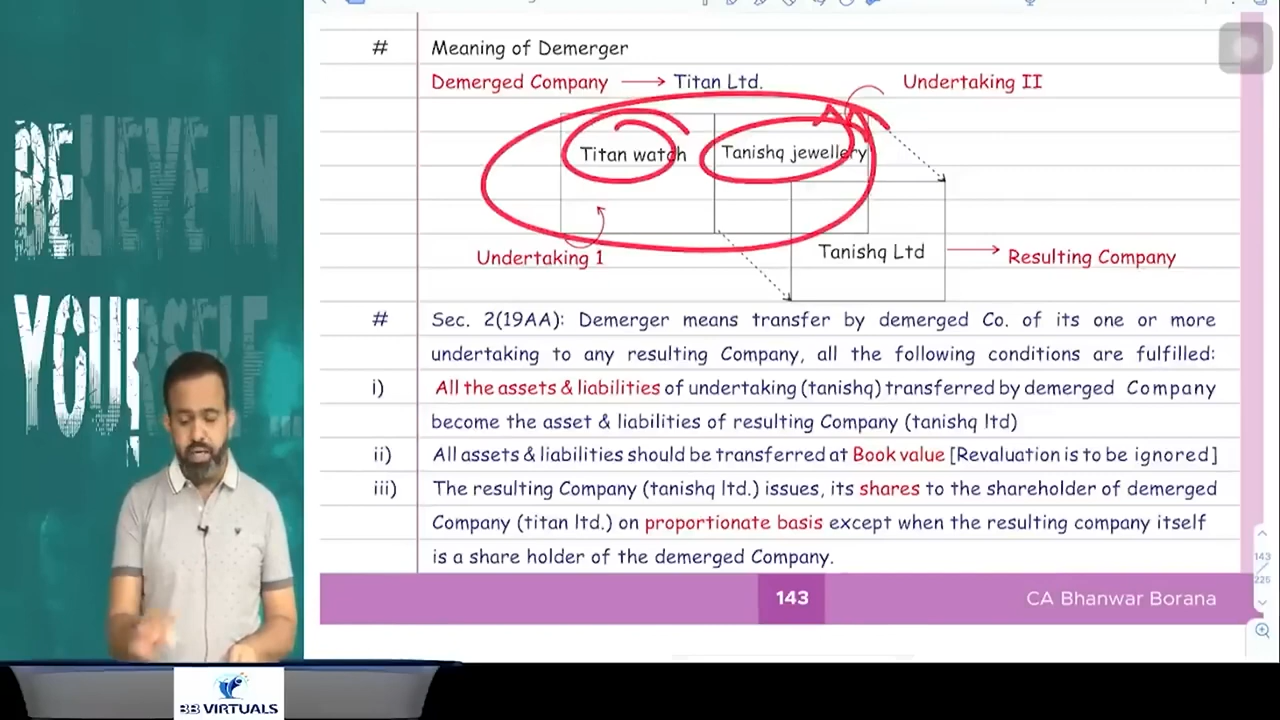 BELIEVE IN
YOURSELF...
# Meaning of Demerger
Demerged Company → Titan Ltd.
Undertaking II
Titan watch
Tanishq jewellery
Undertaking 1
Tanishq Ltd
→ Resulting Company
# Sec. 2(19AA): Demerger means transfer by demerged Co. of its one or more
undertaking to any resulting Company, all the following conditions are fulfilled:
i) All the assets & liabilities of undertaking (tanishq) transferred by demerged Company
become the asset & liabilities of resulting Company (tanishq ltd)
ii) All assets & liabilities should be transferred at Book value [Revaluation is to be ignored]
iii) The resulting Company (tanishq ltd.) issues, its shares to the shareholder of demerged
Company (titan ltd.) on proportionate basis except when the resulting company itself
is a share holder of the demerged Company.
143
CA Bhanwar Borana
143
226
BB VIRTUALS